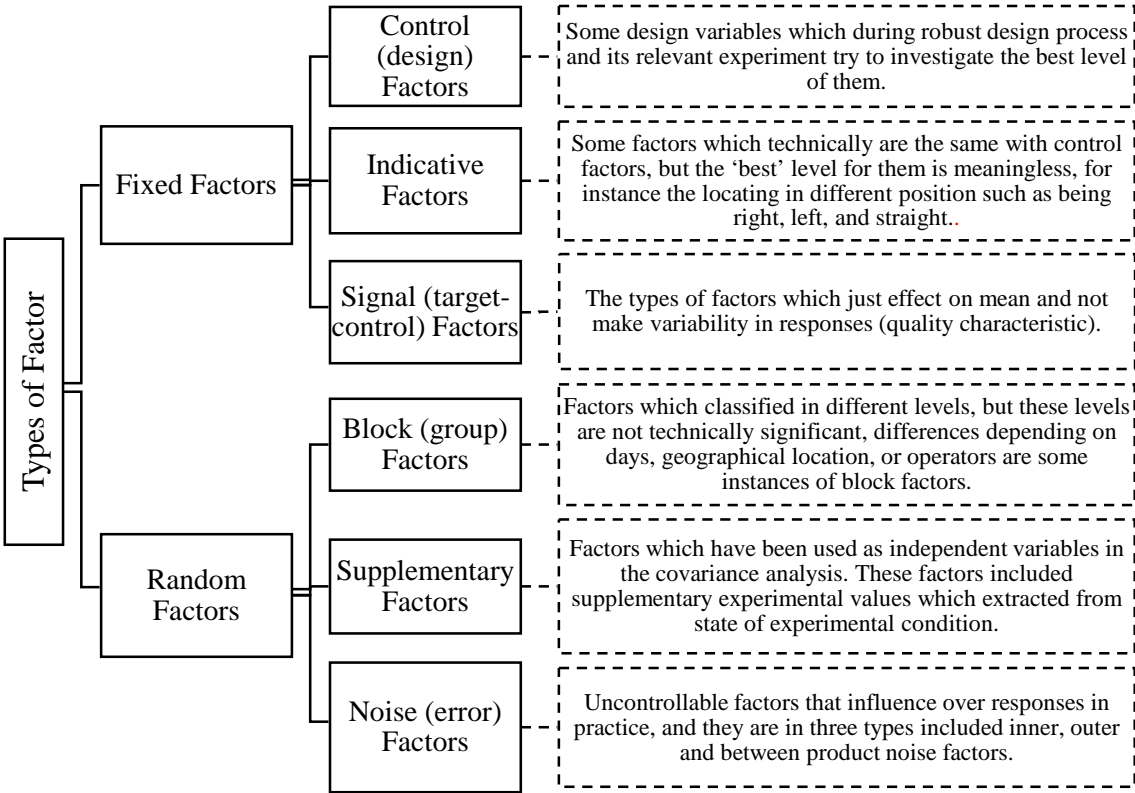 Types of Factor
Fixed Factors
Control
(design)
Factors
Some design variables which during robust design process
and its relevant experiment try to investigate the best level
of them.
Indicative
Factors
Some factors which technically are the same with control
factors, but the ‘best’ level for them is meaningless, for
instance the locating in different position such as being
right, left, and straight..
Signal (target-
control) Factors
The types of factors which just effect on mean and not
make variability in responses (quality characteristic).
Random
Factors
Block (group)
Factors
Factors which classified in different levels, but these levels
are not technically significant, differences depending on
days, geographical location, or operators are some
instances of block factors.
Supplementary
Factors
Factors which have been used as independent variables in
the covariance analysis. These factors included
supplementary experimental values which extracted from
state of experimental condition.
Noise (error)
Factors
Uncontrollable factors that influence over responses in
practice, and they are in three types included inner, outer
and between product noise factors.